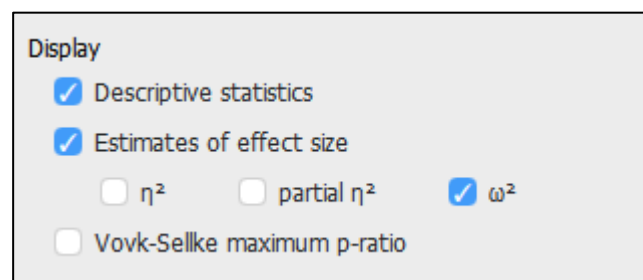 Display
Descriptive statistics
Estimates of effect size
η² partial η² ω²
Vovk-Sellke maximum p-ratio